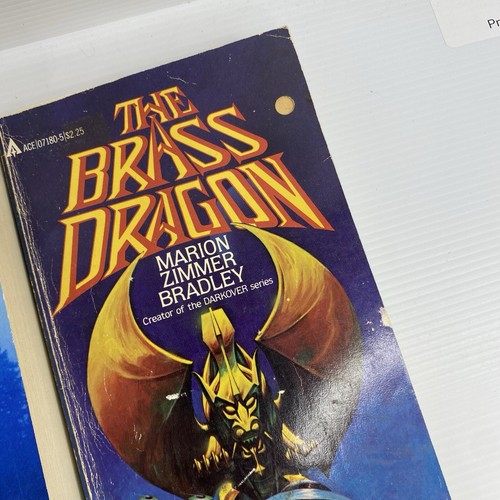 ACE|07180-5|$2.25
THE
BRASS
DRAGON
MARION
ZIMMER
BRADLEY
Creator of the DARKOVER series